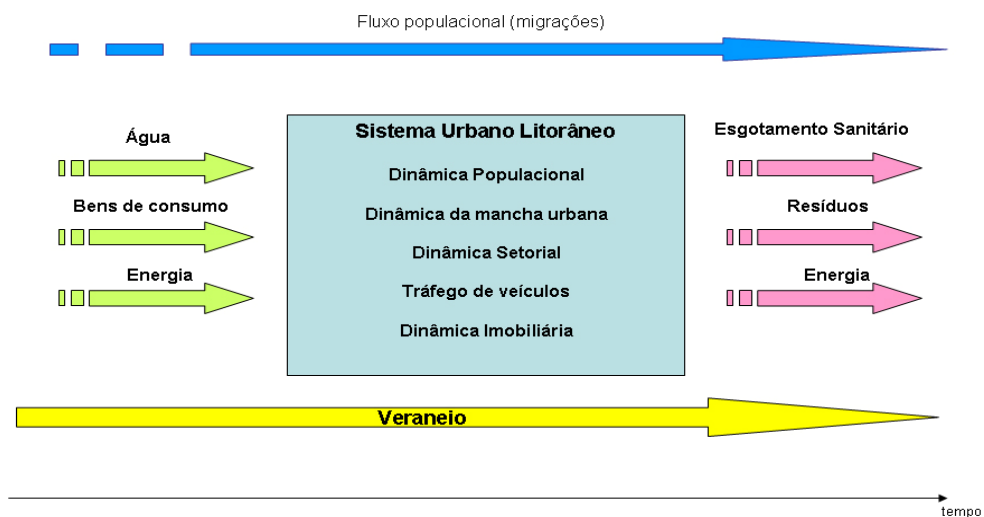 Fluxo populacional (migrações)
Água
Bens de consumo
Energia
Sistema Urbano Litorâneo
Dinâmica Populacional
Dinâmica da mancha urbana
Dinâmica Setorial
Tráfego de veículos
Dinâmica Imobiliária
Esgotamento Sanitário
Resíduos
Energia
Veraneio
tempo